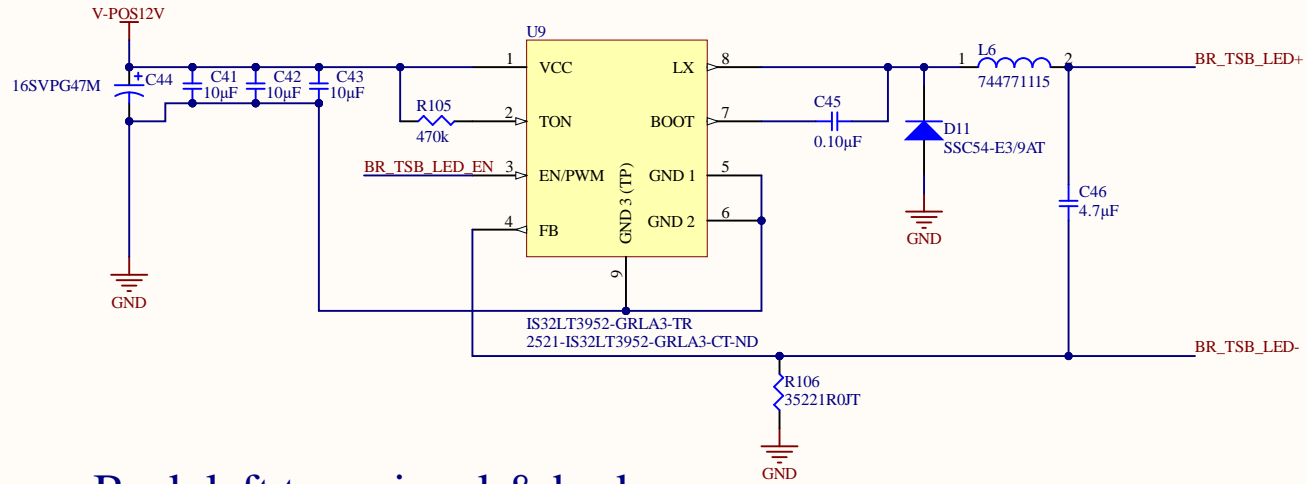 V-POS12V
U9
16SVPG47M
+
C44
C41
10µF
C42
10µF
C43
10µF
R105
470k
BR_TSB_LED_EN
1
VCC
2
TON
3
EN/PWM
4
FB
GND 3 (TP)
9
LX
8
BOOT
7
GND 1
5
GND 2
6
IS32LT3952-GRLA3-TR
2521-IS32LT3952-GRLA3-CT-ND
C45
0.10µF
D11
SSC54-E3/9AT
GND
1
L6
2
744771115
BR_TSB_LED+
C46
4.7µF
BR_TSB_LED-
R106
35221R0JT
GND
GND